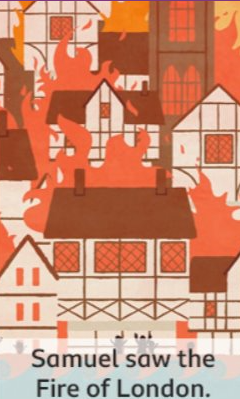 Samuel saw the
Fire of London.